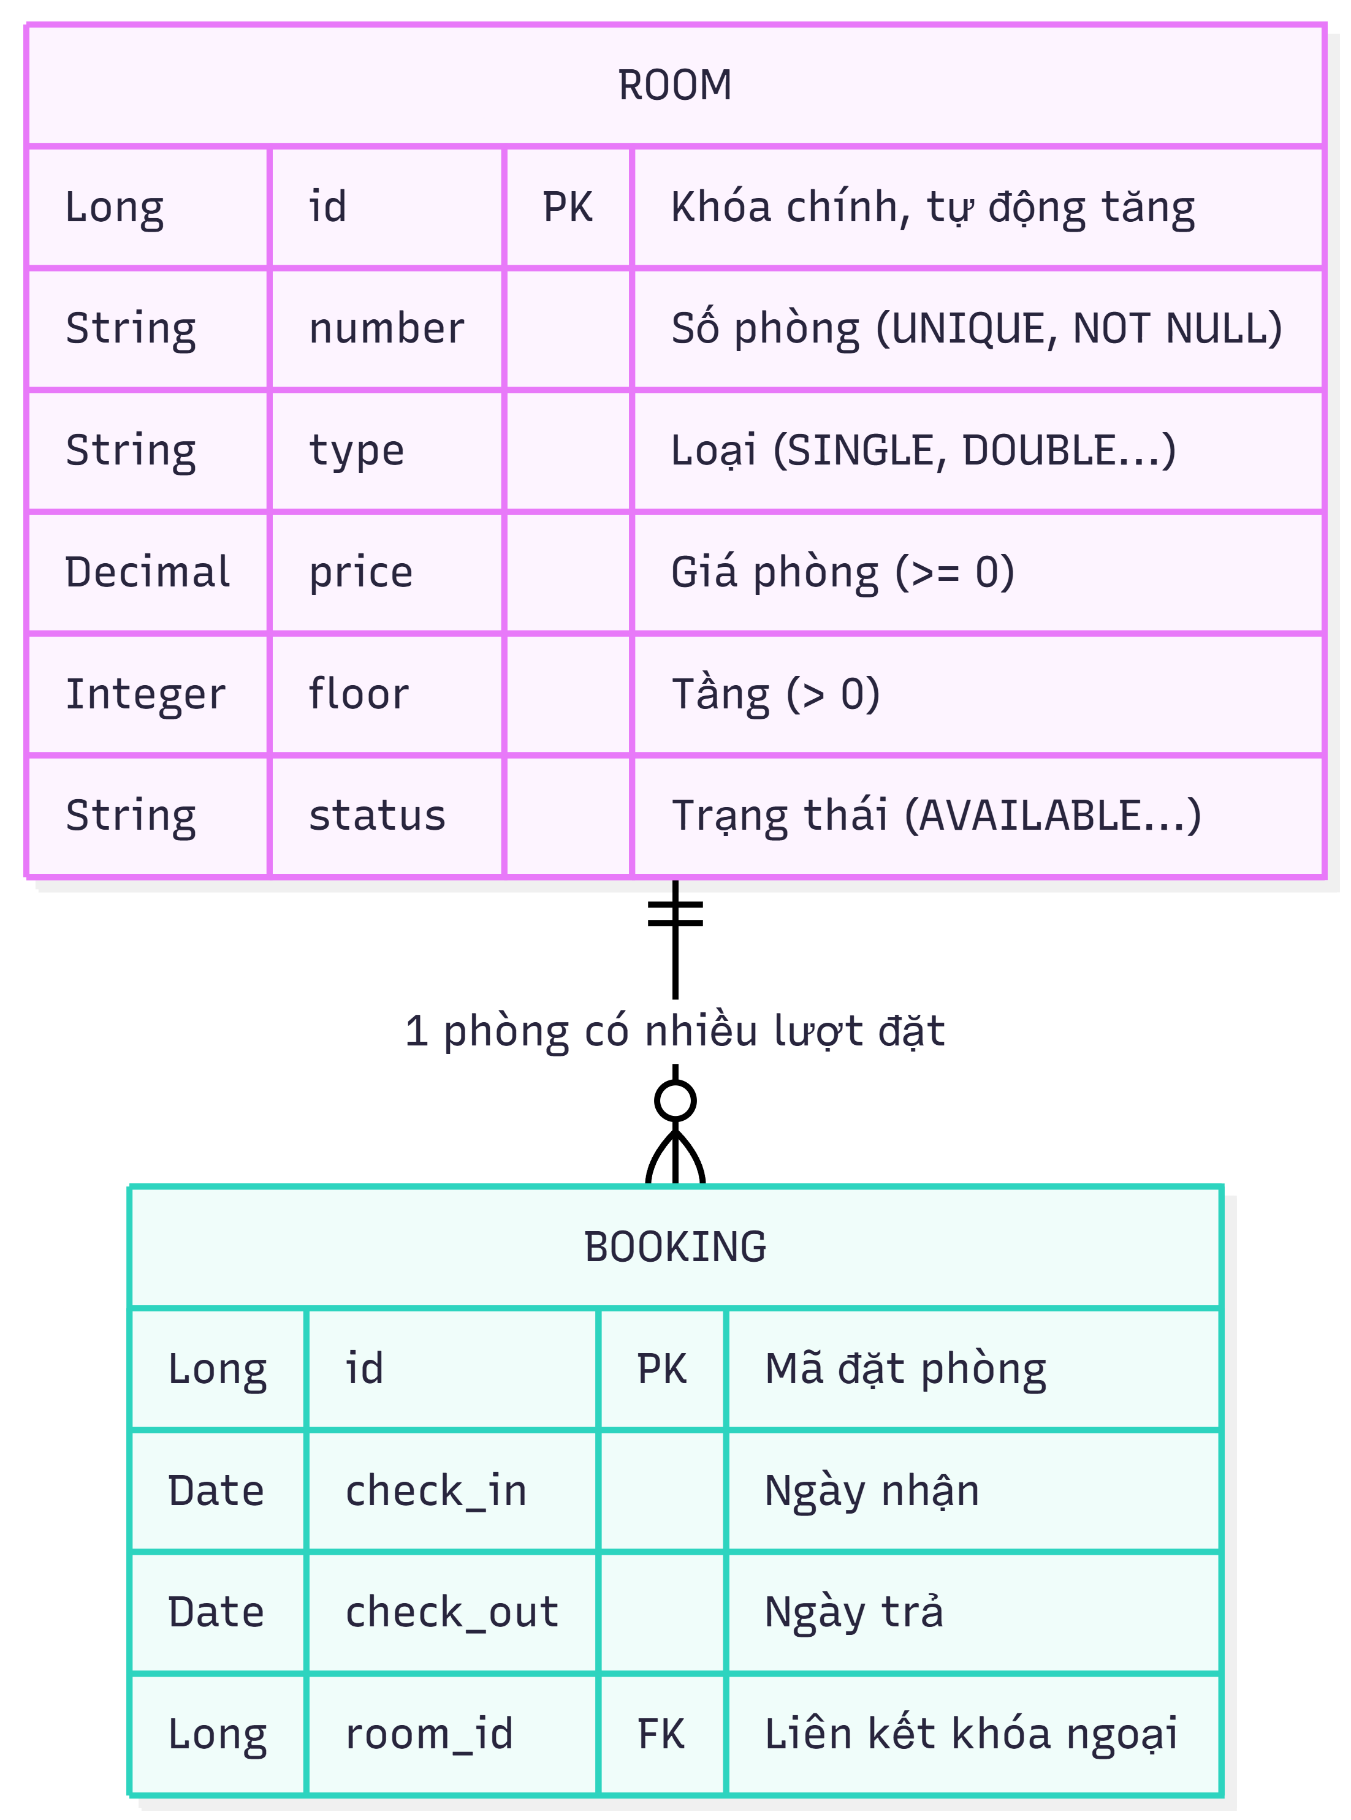 ROOM
Long id PK Khóa chính, tự động tăng
String number Số phòng (UNIQUE, NOT NULL)
String type Loại (SINGLE, DOUBLE...)
Decimal price Giá phòng (>= 0)
Integer floor Tầng (> 0)
String status Trạng thái (AVAILABLE...)
1 phòng có nhiều lượt đặt
BOOKING
Long id PK Mã đặt phòng
Date check_in Ngày nhận
Date check_out Ngày trả
Long room_id FK Liên kết khóa ngoại